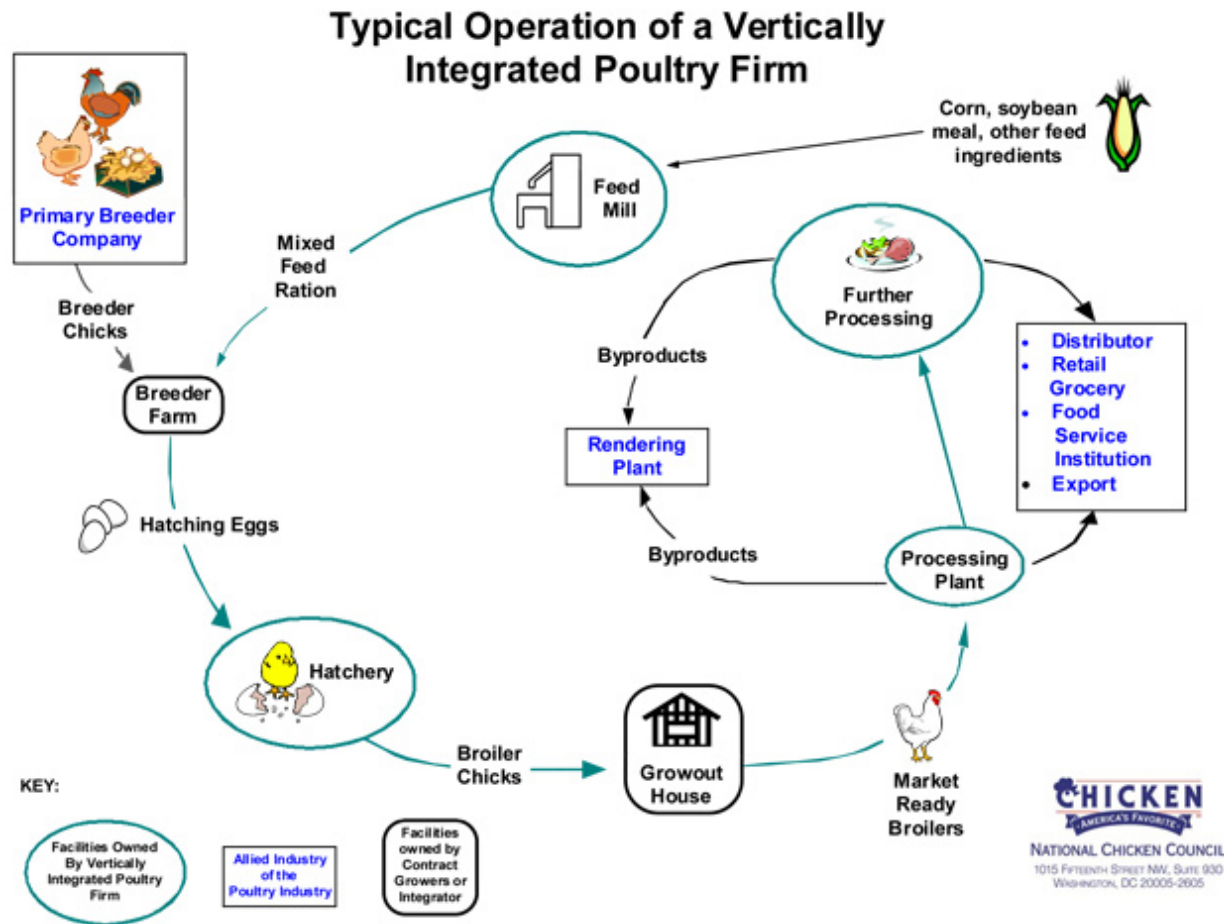 Typical Operation of a Vertically
Integrated Poultry Firm
Primary Breeder
Company
Corn, soybean
meal, other feed
ingredients
Feed
Mill
Mixed
Feed
Ration
Breeder
Chicks
Breeder
Farm
Hatching Eggs
Hatchery
Broiler
Chicks
Growout
House
Market
Ready
Broilers
Processing
Plant
Byproducts
Rendering
Plant
Byproducts
Further
Processing
• Distributor
• Retail
Grocery
• Food
Service
Institution
• Export
KEY:
Facilities Owned
By Vertically
Integrated Poultry
Firm
Allied Industry
of the
Poultry Industry
Facilities
owned by
Contract
Growers or
Integrator
CHICKEN
AMERICA'S FAVORITE
NATIONAL CHICKEN COUNCIL
1015 FIFTEENTH STREET NW, SUITE 930
WASHINGTON, DC 20005-2605